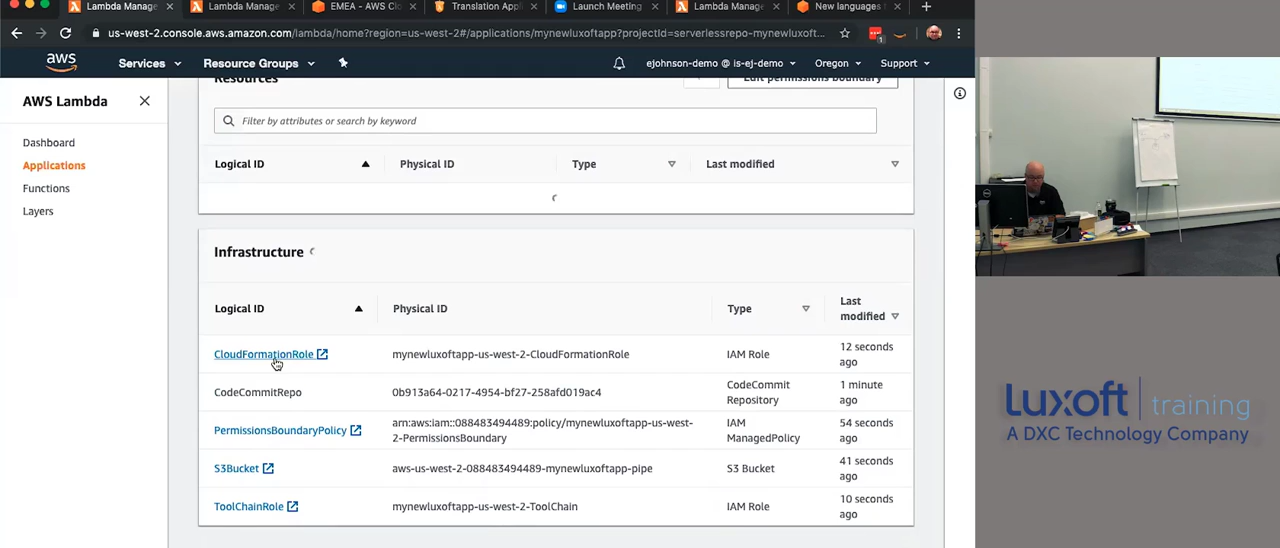 Lambda Manage
Lambda Manage
EMEA - AWS Clo
Translation Appl
Launch Meeting
Lambda Manage
New languages
us-west-2.console.aws.amazon.com/lambda/home?region=us-west-2#/applications/mynewluxoftapp?projectId=serverlessrepo-mynewluxoft...
1
aws
Services
Resource Groups
ejohnson-demo @ is-ej-demo
Oregon
Support
AWS Lambda
Dashboard
Applications
Functions
Layers
Resources
Edit permissions boundary
Filter by attributes or search by keyword
Logical ID
Physical ID
Type
Last modified
Infrastructure
Logical ID
Physical ID
Type
Last
modified
CloudFormationRole
mynewluxoftapp-us-west-2-CloudFormationRole
IAM Role
12 seconds
ago
CodeCommitRepo
0b913a64-0217-4954-bf27-258afd019ac4
CodeCommit
Repository
1 minute
ago
PermissionsBoundaryPolicy
arn:aws:iam::088483494489:policy/mynewluxoftapp-us-west-
2-PermissionsBoundary
IAM
ManagedPolicy
54 seconds
ago
S3Bucket
aws-us-west-2-088483494489-mynewluxoftapp-pipe
S3 Bucket
41 seconds
ago
ToolChainRole
mynewluxoftapp-us-west-2-ToolChain
IAM Role
10 seconds
ago
luxoft training
A DXC Technology Company